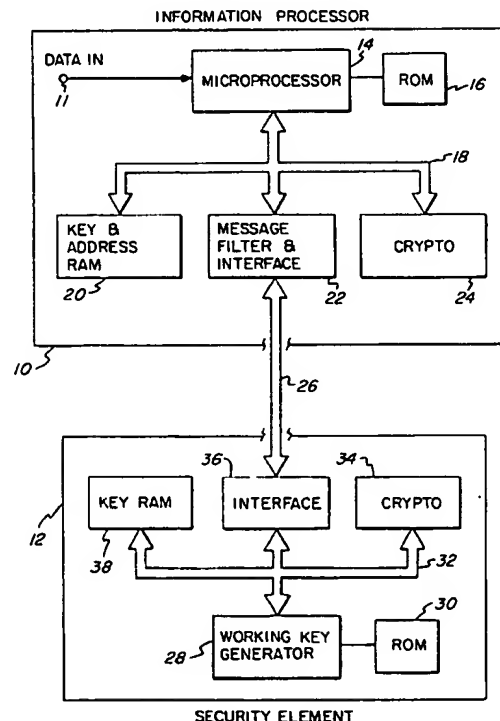 INFORMATION PROCESSOR
DATA IN
11
MICROPROCESSOR
14
ROM
16
18
KEY &
ADDRESS
RAM
20
MESSAGE
FILTER &
INTERFACE
22
CRYPTO
24
10
26
12
KEY RAM
38
36
INTERFACE
34
CRYPTO
32
28
WORKING KEY
GENERATOR
30
ROM
SECURITY ELEMENT